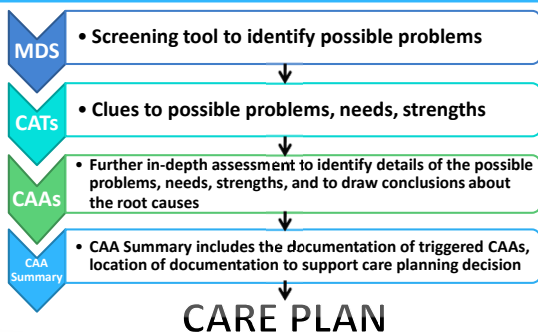 MDS
• Screening tool to identify possible problems
CATs
• Clues to possible problems, needs, strengths
CAAs
• Further in-depth assessment to identify details of the possible
problems, needs, strengths, and to draw conclusions about
the root causes
CAA
Summary
• CAA Summary includes the documentation of triggered CAAs,
location of documentation to support care planning decision
CARE PLAN